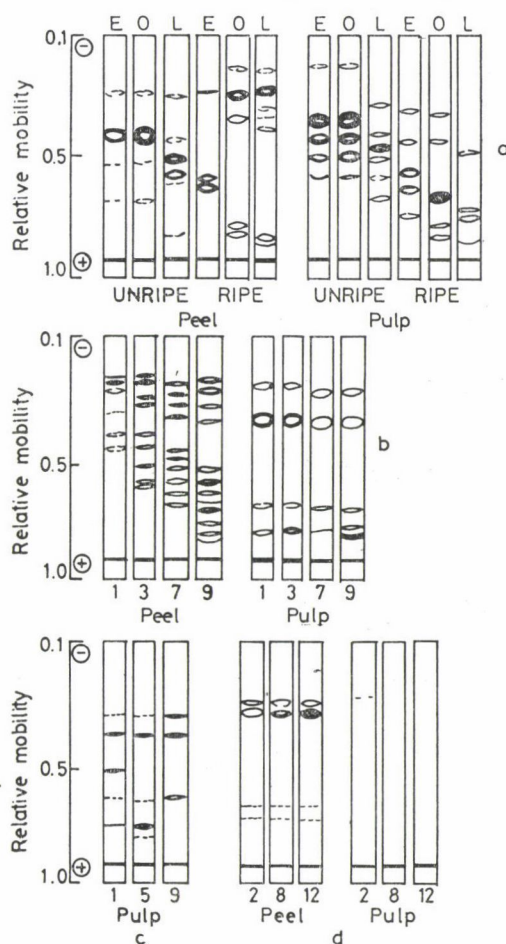 E O L E O L E O L E O L
0.1 ⊖
Relative mobility
0.5
a
⊕
1.0
UNRIPE RIPE UNRIPE RIPE
Peel Pulp
0.1 ⊖
Relative mobility
b
0.5
⊕
1.0
1 3 7 9 1 3 7 9
Peel Pulp
0.1 ⊖
Relative mobility
0.5
⊕
1.0
1 5 9 2 8 12 2 8 12
Pulp Peel Pulp
c d